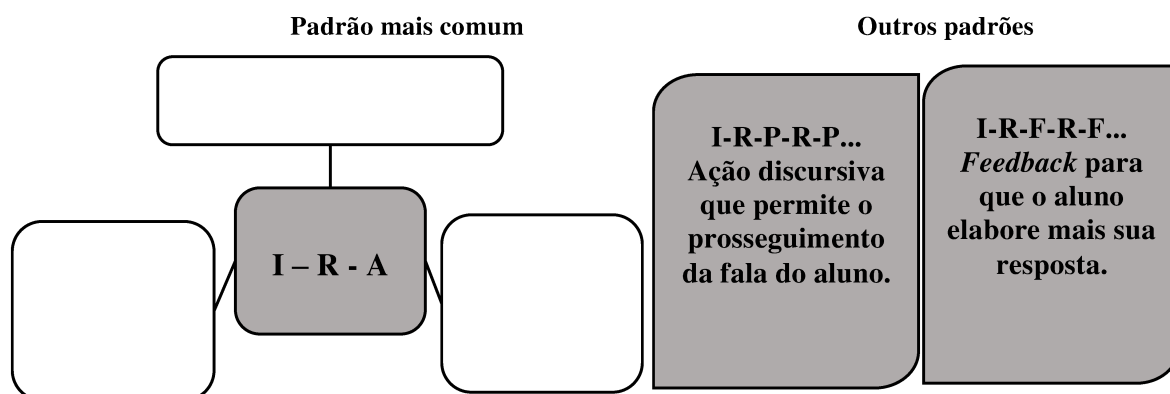 Padrão mais comum
Outros padrões
I – R - A
I-R-P-R-P...
Ação discursiva
que permite o
prosseguimento
da fala do aluno.
I-R-F-R-F...
Feedback para
que o aluno
elabore mais sua
resposta.